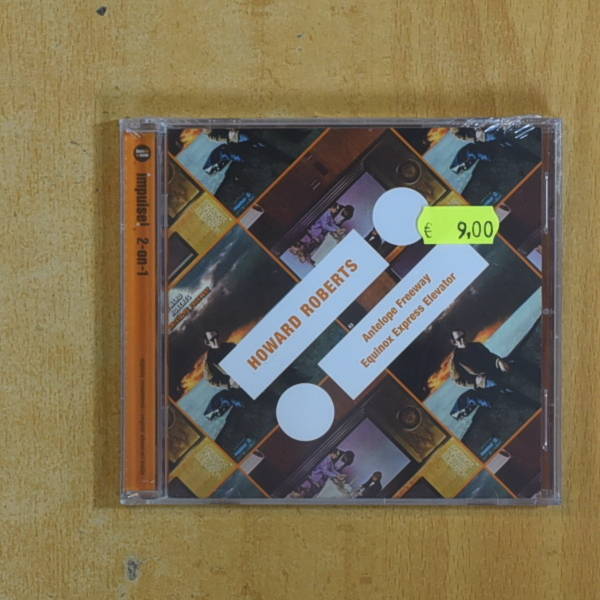 impulse! 2-on-1
HOWARD ROBERTS
Antelope Freeway
Equinox Express Elevator
€ 9,00